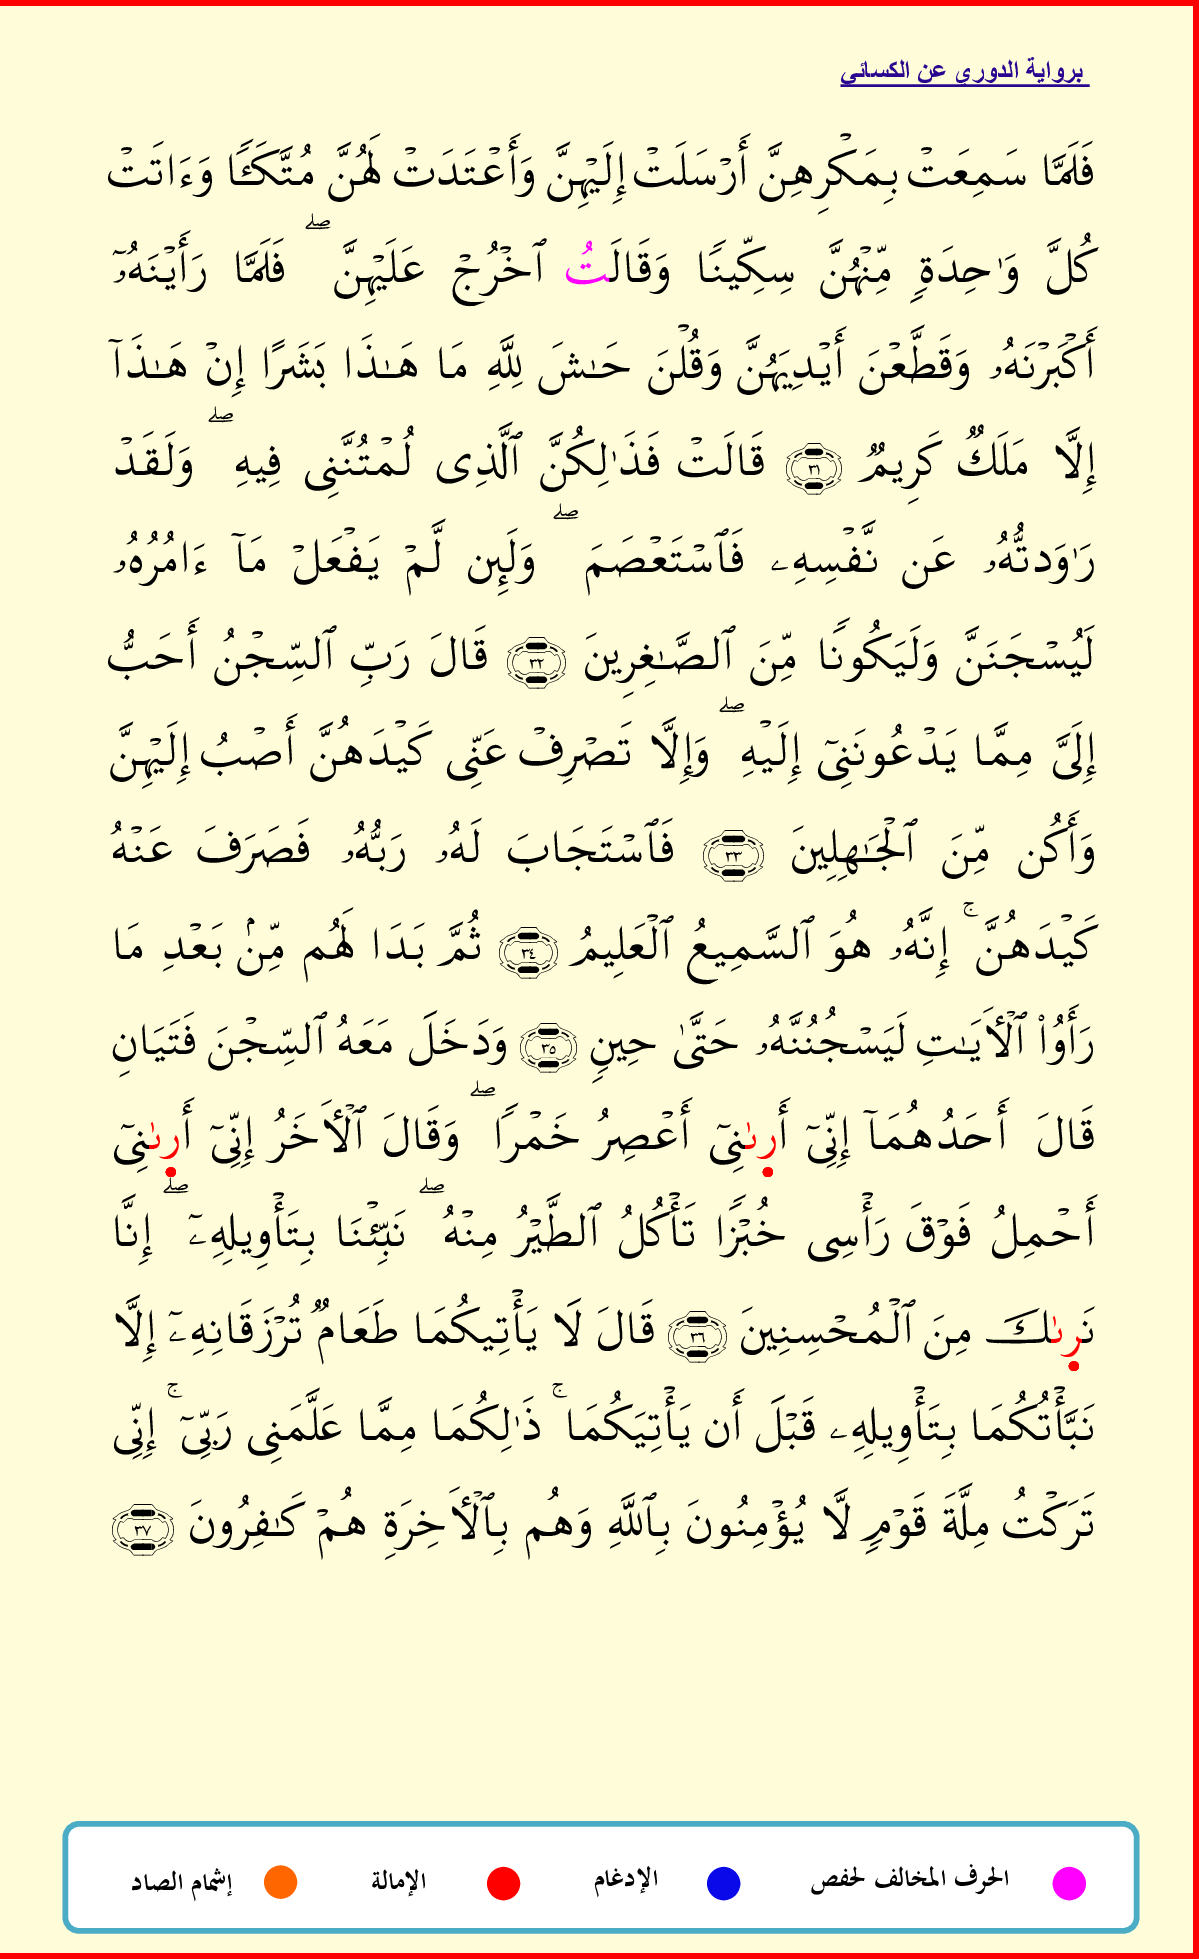 برواية الدوري عن الكسائي
فَلَمَّا سَمِعَتۡ بِمَكۡرِهِنَّ أَرۡسَلَتۡ إِلَيۡهِنَّ وَأَعۡتَدَتۡ لَهُنَّ مُتَّكَـٔٗا وَءَاتَتۡ
كُلَّ وَٰحِدَةٖ مِّنۡهُنَّ سِكِّينٗا وَقَالَتُ ٱخۡرُجۡ عَلَيۡهِنَّۖ فَلَمَّا رَأَيۡنَهُۥٓ
أَكۡبَرۡنَهُۥ وَقَطَّعۡنَ أَيۡدِيَهُنَّ وَقُلۡنَ حَٰشَ لِلَّهِ مَا هَٰذَا بَشَرًا إِنۡ هَٰذَآ
إِلَّا مَلَكٞ كَرِيمٞ ٣١ قَالَتۡ فَذَٰلِكُنَّ ٱلَّذِي لُمۡتُنَّنِي فِيهِۖ وَلَقَدۡ
رَٰوَدتُّهُۥ عَن نَّفۡسِهِۦ فَٱسۡتَعۡصَمَۖ وَلَئِن لَّمۡ يَفۡعَلۡ مَآ ءَامُرُهُۥ
لَيُسۡجَنَنَّ وَلَيَكُونٗا مِّنَ ٱلصَّٰغِرِينَ ٣٢ قَالَ رَبِّ ٱلسِّجۡنُ أَحَبُّ
إِلَيَّ مِمَّا يَدۡعُونَنِيٓ إِلَيۡهِۖ وَإِلَّا تَصۡرِفۡ عَنِّي كَيۡدَهُنَّ أَصۡبُ إِلَيۡهِنَّ
وَأَكُن مِّنَ ٱلۡجَٰهِلِينَ ٣٣ فَٱسۡتَجَابَ لَهُۥ رَبُّهُۥ فَصَرَفَ عَنۡهُ
كَيۡدَهُنَّۚ إِنَّهُۥ هُوَ ٱلسَّمِيعُ ٱلۡعَلِيمُ ٣٤ ثُمَّ بَدَا لَهُم مِّنۢ بَعۡدِ مَا
رَأَوُاْ ٱلۡأٓيَٰتِ لَيَسۡجُنُنَّهُۥ حَتَّىٰ حِينٖ ٣٥ وَدَخَلَ مَعَهُ ٱلسِّجۡنَ فَتَيَانِ
قَالَ أَحَدُهُمَآ إِنِّيٓ أَرِىٰنِيٓ أَعۡصِرُ خَمۡرٗاۖ وَقَالَ ٱلۡأٓخَرُ إِنِّيٓ أَرِىٰنِيٓ
أَحۡمِلُ فَوۡقَ رَأۡسِي خُبۡزٗا تَأۡكُلُ ٱلطَّيۡرُ مِنۡهُۖ نَبِّئۡنَا بِتَأۡوِيلِهِۦٓۖ إِنَّا
نَرِىٰكَ مِنَ ٱلۡمُحۡسِنِينَ ٣٦ قَالَ لَا يَأۡتِيكُمَا طَعَامٞ تُرۡزَقَانِهِۦٓ إِلَّا
نَبَّأۡتُكُمَا بِتَأۡوِيلِهِۦ قَبۡلَ أَن يَأۡتِيَكُمَاۚ ذَٰلِكُمَا مِمَّا عَلَّمَنِي رَبِّيٓۚ إِنِّي
تَرَكۡتُ مِلَّةَ قَوۡمٖ لَّا يُؤۡمِنُونَ بِٱللَّهِ وَهُم بِٱلۡأٓخِرَةِ هُمۡ كَٰفِرُونَ ٣٧
الحرف المخالف لحفص الإدغام الإمالة إشمام الصاد